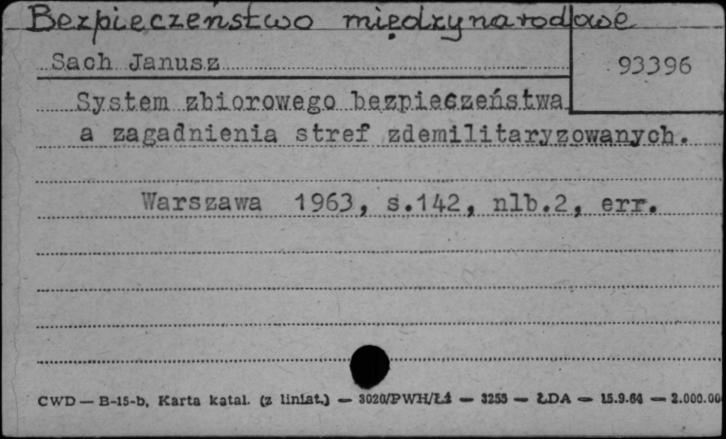 Bezpieczeństwo międzynarodowe
Sach Janusz
93396
System zbiorowego bezpieczeństwa
a zagadnienia stref zdemilitaryzowanych.
Warszawa 1963, s.142, nlb.2, err.
CWD — B-15-b, Karta katal. (z liniat.) — 3020/PWH/Łź — 3255 — ŁDA — 15.9.64 — 2.000.00